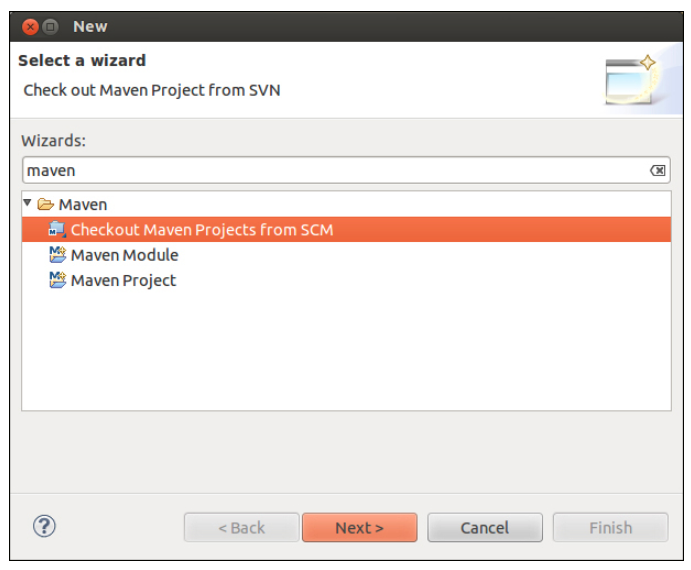 New
Select a wizard
Check out Maven Project from SVN
Wizards:
maven
Maven
Checkout Maven Projects from SCM
Maven Module
Maven Project
? < Back Next > Cancel Finish